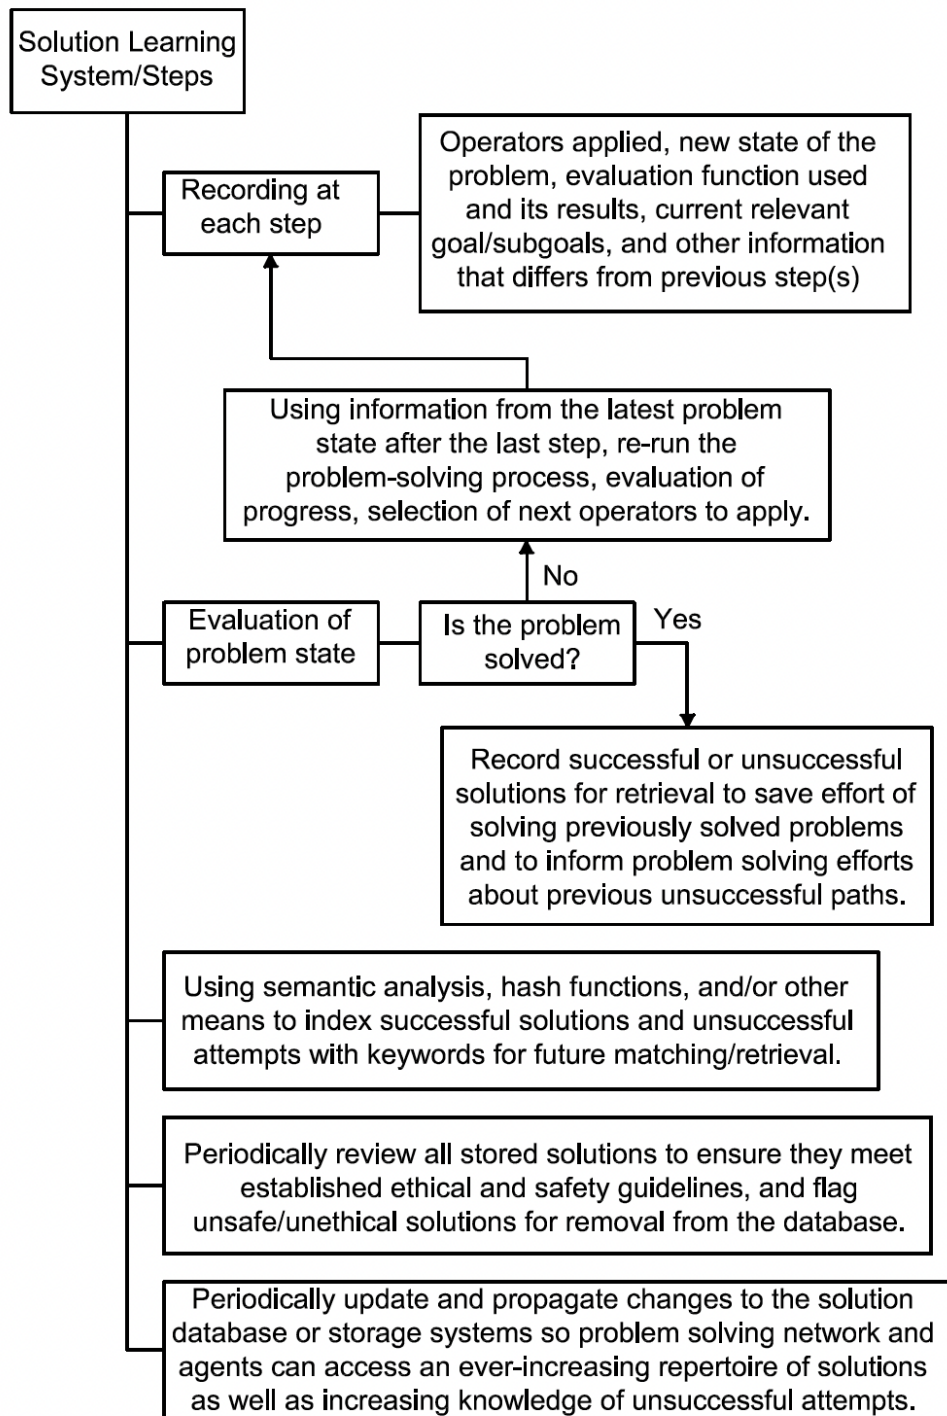 Solution Learning
System/Steps
Recording at
each step
Operators applied, new state of the
problem, evaluation function used
and its results, current relevant
goal/subgoals, and other information
that differs from previous step(s)
Using information from the latest problem
state after the last step, re-run the
problem-solving process, evaluation of
progress, selection of next operators to apply.
No
Evaluation of
problem state
Is the problem
solved?
Yes
Record successful or unsuccessful
solutions for retrieval to save effort of
solving previously solved problems
and to inform problem solving efforts
about previous unsuccessful paths.
Using semantic analysis, hash functions, and/or other
means to index successful solutions and unsuccessful
attempts with keywords for future matching/retrieval.
Periodically review all stored solutions to ensure they meet
established ethical and safety guidelines, and flag
unsafe/unethical solutions for removal from the database.
Periodically update and propagate changes to the solution
database or storage systems so problem solving network and
agents can access an ever-increasing repertoire of solutions
as well as increasing knowledge of unsuccessful attempts.